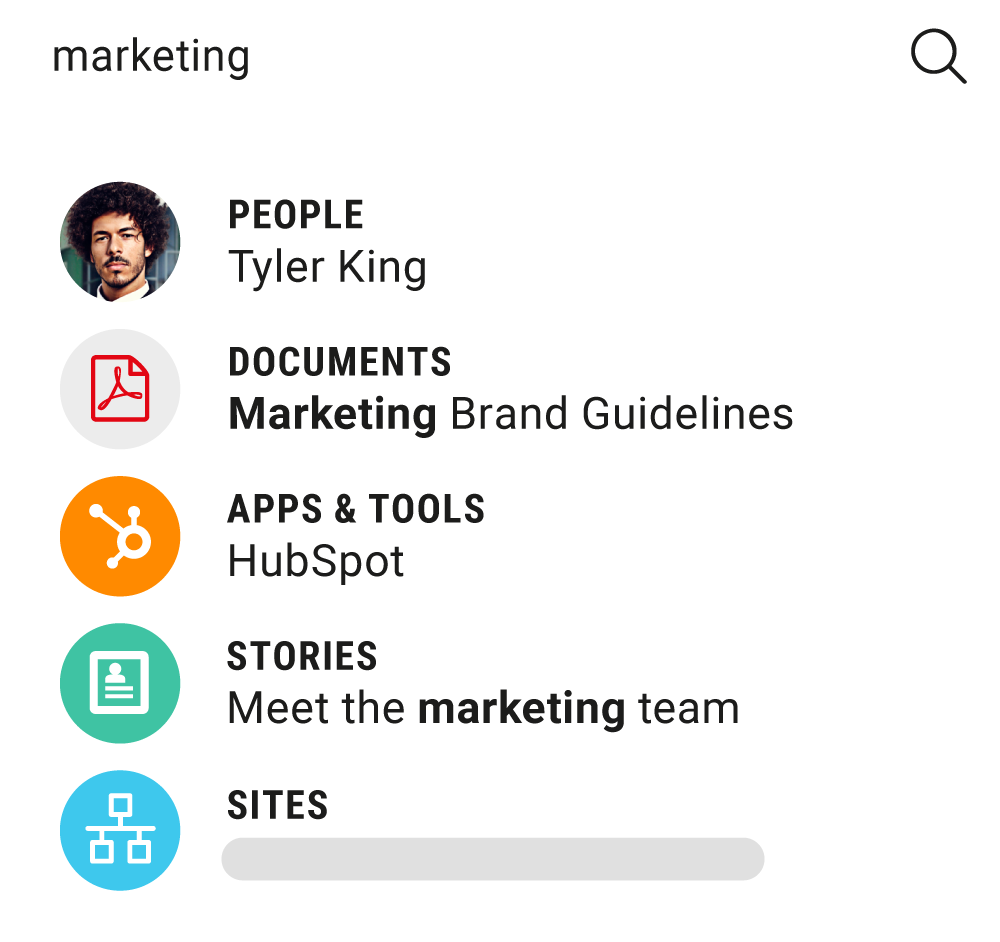 marketing
PEOPLE
Tyler King
DOCUMENTS
Marketing Brand Guidelines
APPS & TOOLS
HubSpot
STORIES
Meet the marketing team
SITES